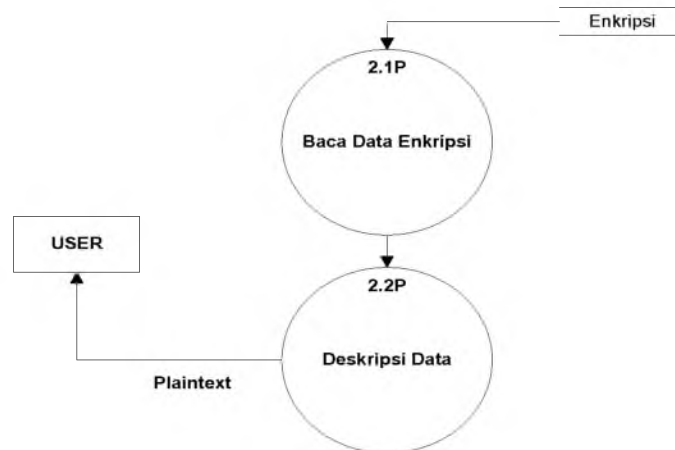 Enkripsi
2.1P
Baca Data Enkripsi
USER
2.2P
Deskripsi Data
Plaintext